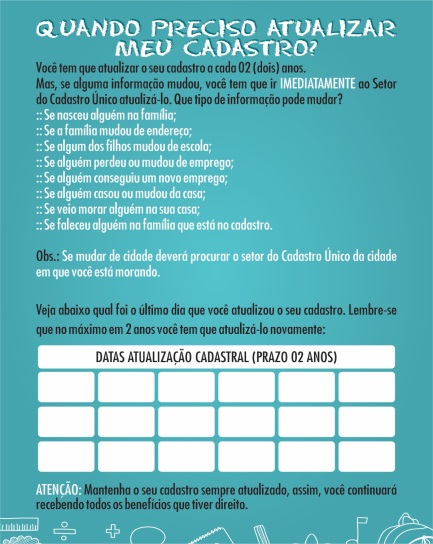 QUANDO PRECISO ATUALIZAR
MEU CADASTRO?
Você tem que atualizar o seu cadastro a cada 02 (dois) anos.
Mas, se alguma informação mudou, você tem que ir IMEDIATAMENTE ao Setor
do Cadastro Único atualizá-lo. Que tipo de informação pode mudar?
:: Se nasceu alguém na família;
:: Se a família mudou de endereço;
:: Se algum dos filhos mudou de escola;
:: Se alguém perdeu ou mudou de emprego;
:: Se alguém conseguiu um novo emprego;
:: Se alguém casou ou mudou da casa;
:: Se veio morar alguém na sua casa;
:: Se faleceu alguém na família que está no cadastro.
Obs.: Se mudar de cidade deverá procurar o setor do Cadastro Único da cidade
em que você está morando.
Veja abaixo qual foi o último dia que você atualizou o seu cadastro. Lembre-se
que no máximo em 2 anos você tem que atualizá-lo novamente:
DATAS ATUALIZAÇÃO CADASTRAL (PRAZO 02 ANOS)
ATENÇÃO: Mantenha o seu cadastro sempre atualizado, assim, você continuará
recebendo todos os benefícios que tiver direito.